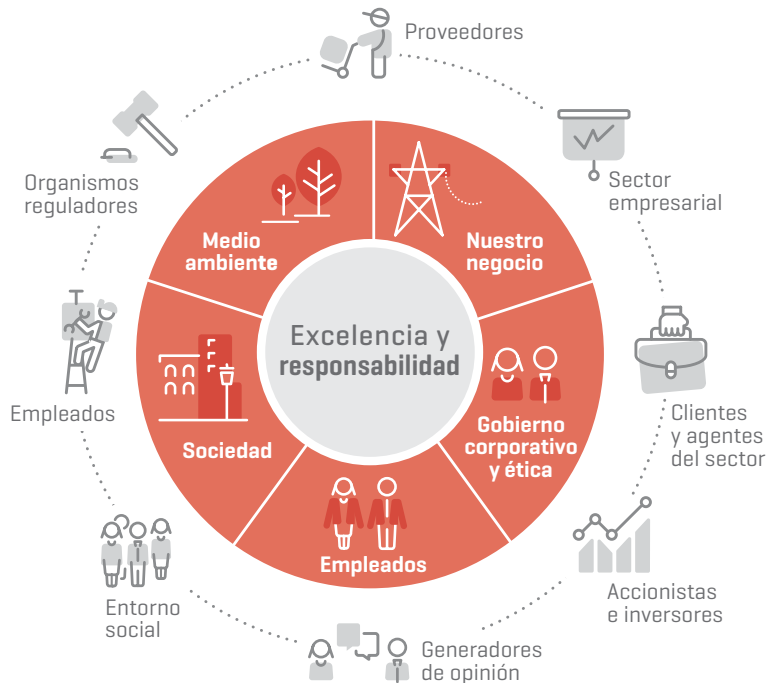 Proveedores
Organismos
reguladores
Sector
empresarial
Medio
ambiente
Nuestro
negocio
Excelencia y
responsabilidad
Empleados
Clientes
y agentes
del sector
Sociedad
Gobierno
corporativo
y ética
Empleados
Entorno
social
Accionistas
e inversores
Generadores
de opinión